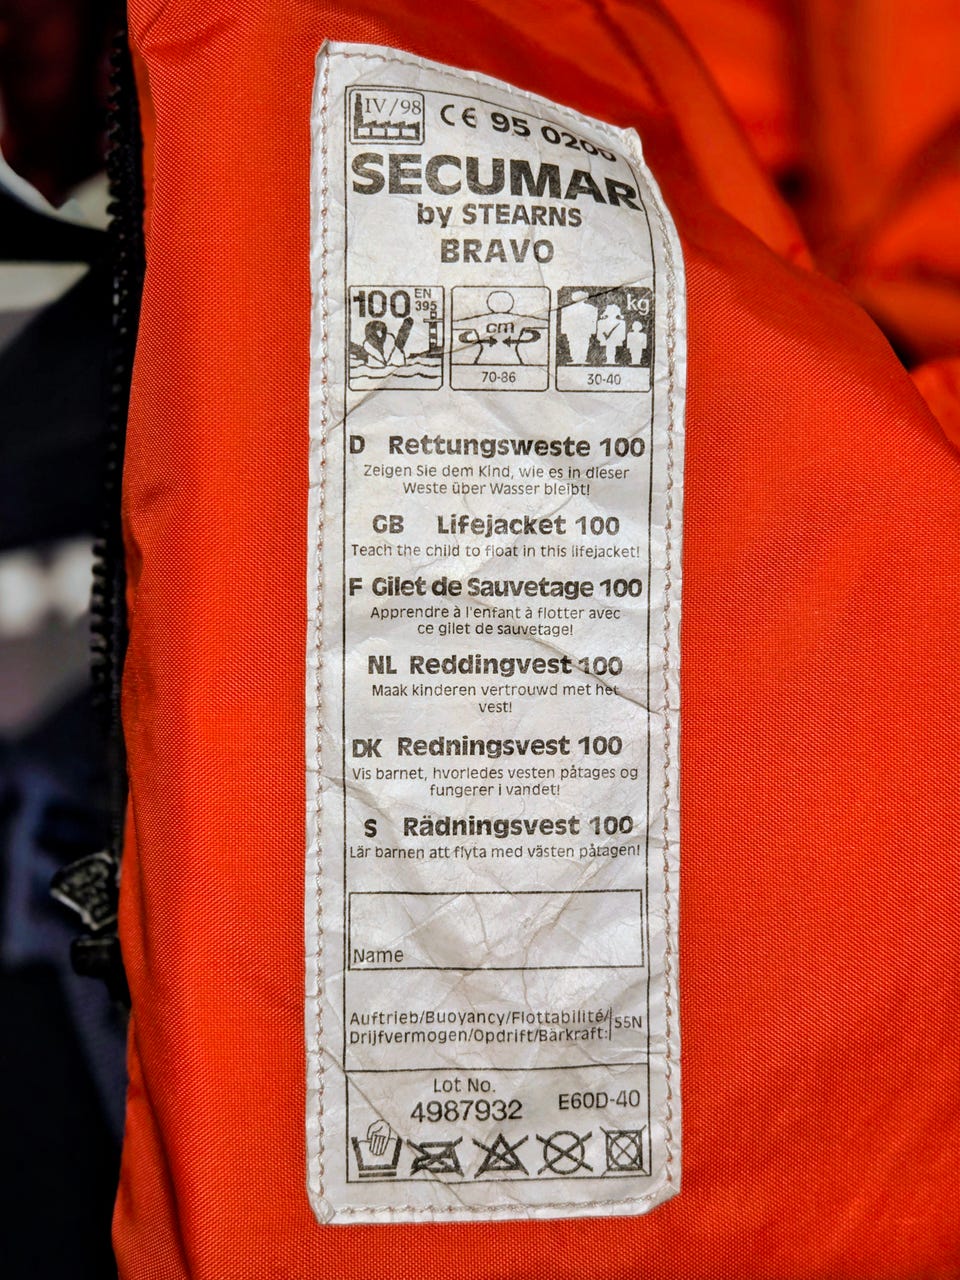 IV/98
CE 95 0200
SECUMAR
by STEARNS
BRAVO
100 EN 395
cm
70-86
kg
30-40
D Rettungsweste 100
Zeigen Sie dem Kind, wie es in dieser
Weste über Wasser bleibt!
GB Lifejacket 100
Teach the child to float in this lifejacket!
F Gilet de Sauvetage 100
Apprendre à l'enfant à flotter avec
ce gilet de sauvetage!
NL Reddingvest 100
Maak kinderen vertrouwd met het
vest!
DK Redningsvest 100
Vis barnet, hvorledes vesten påtages og
fungerer i vandet!
S Rädningsvest 100
Lär barnen att flyta med västen påtagen!
Name
Auftrieb/Buoyancy/Flottabilité/
Drijfvermogen/Opdrift/Bärkraft: 55N
Lot No.
4987932 E60D-40